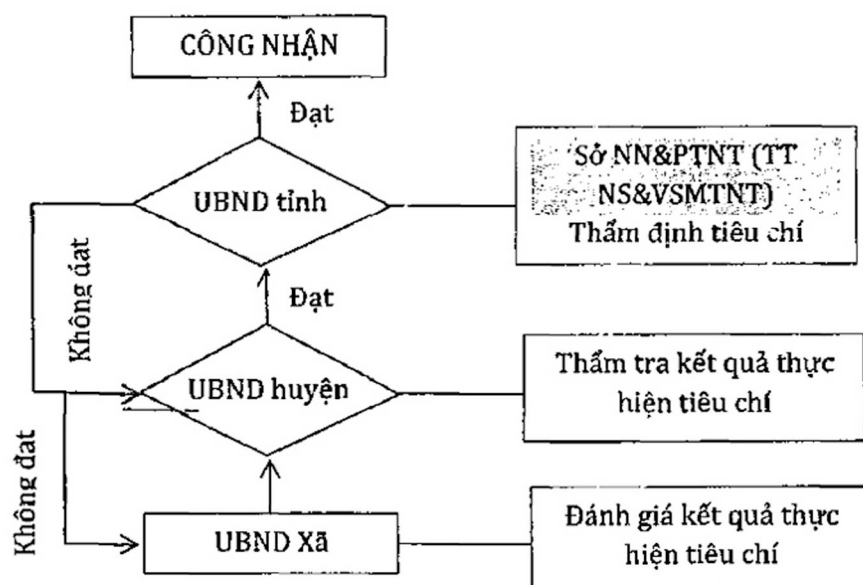 CÔNG NHẬN
Đạt
Sở NN&PTNT (TT
NS&VSMTNT)
Thẩm định tiêu chí
UBND tỉnh
Không đạt
Đạt
UBND huyện
Thẩm tra kết quả thực
hiện tiêu chí
Không đạt
UBND Xã
Đánh giá kết quả thực
hiện tiêu chí